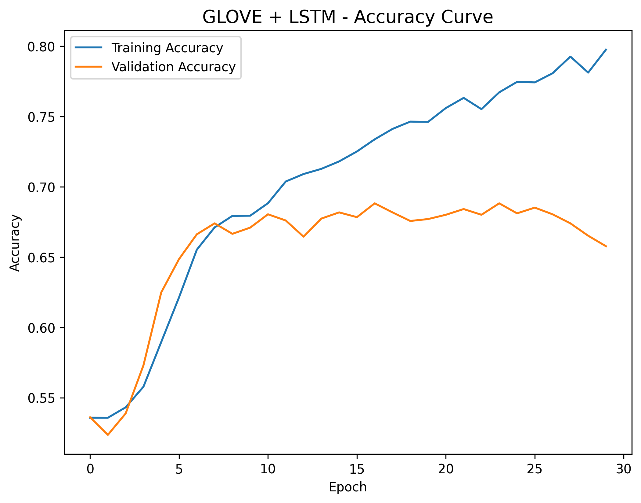 GLOVE + LSTM - Accuracy Curve
Training Accuracy
Validation Accuracy
Accuracy
0.80
0.75
0.70
0.65
0.60
0.55
0 5 10 15 20 25 30
Epoch